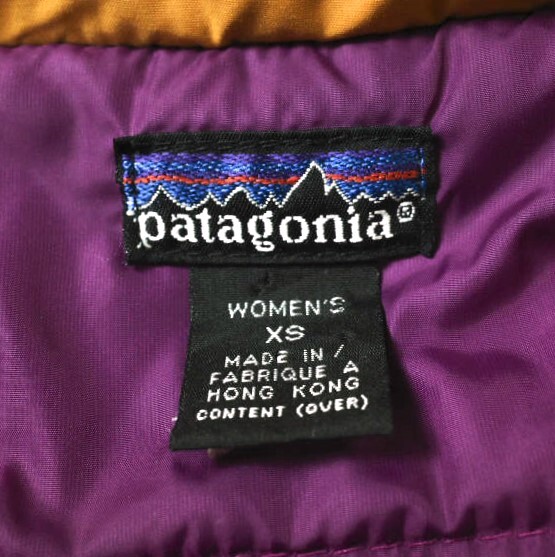 patagonia®
WOMEN'S
XS
MADE IN /
FABRIQUE A
HONG KONG
CONTENT (OVER)